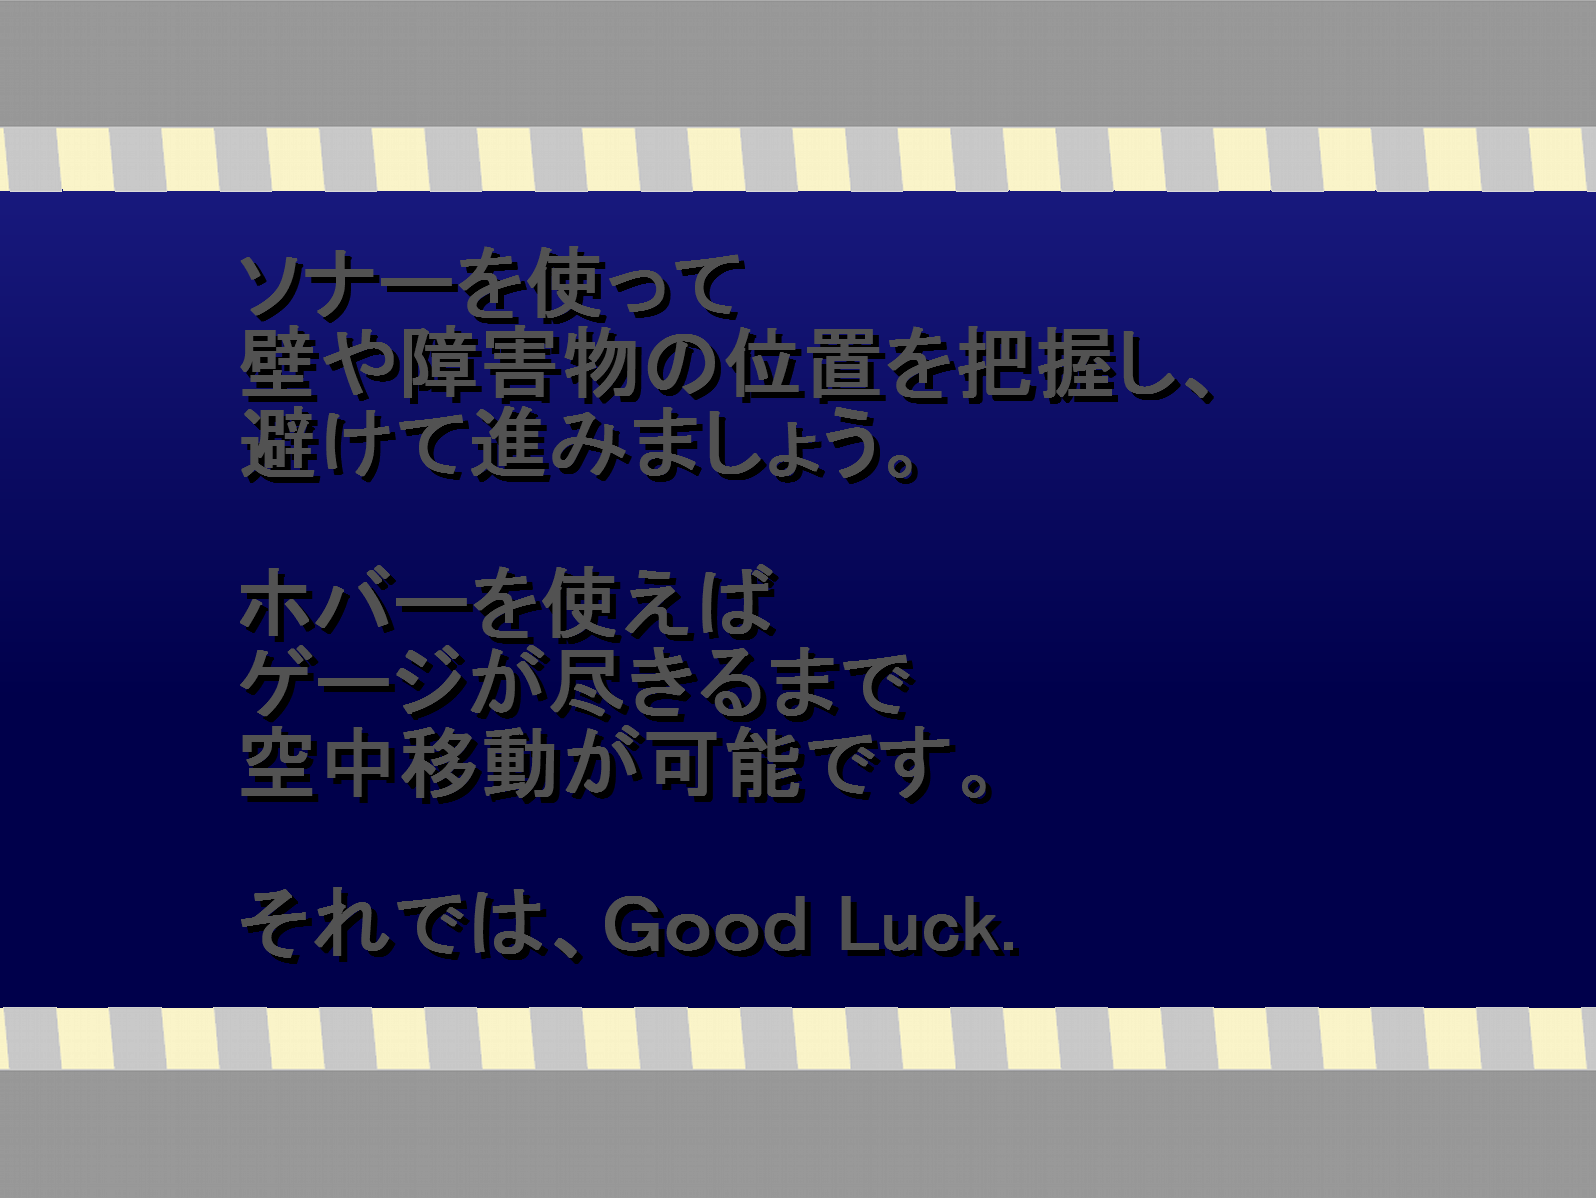 ソナーを使って
壁や障害物の位置を把握し、
避けて進みましょう。
ホバーを使えば
ゲージが尽きるまで
空中移動が可能です。
それでは、Good Luck.